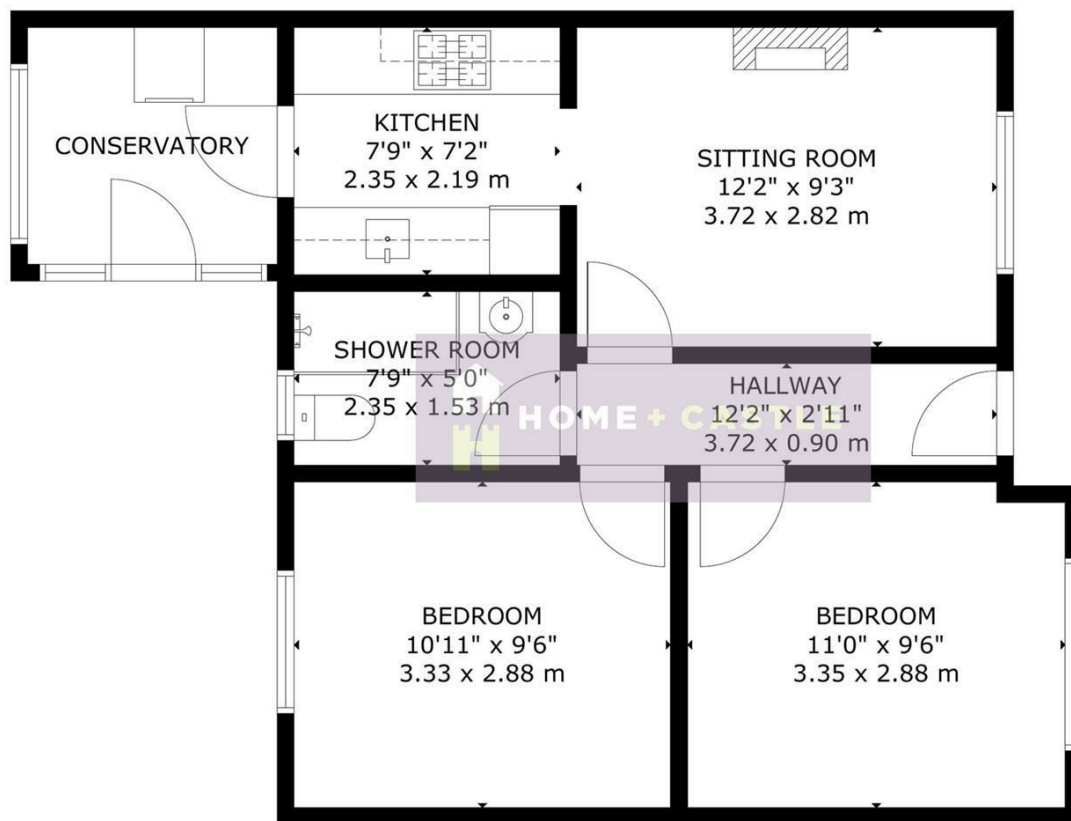 CONSERVATORY
KITCHEN
7'9" x 7'2"
2.35 x 2.19 m
SITTING ROOM
12'2" x 9'3"
3.72 x 2.82 m
SHOWER ROOM
7'9" x 5'0"
2.35 x 1.53 m
HALLWAY
12'2" x 2'11"
3.72 x 0.90 m
HOME + CASTLE
BEDROOM
10'11" x 9'6"
3.33 x 2.88 m
BEDROOM
11'0" x 9'6"
3.35 x 2.88 m